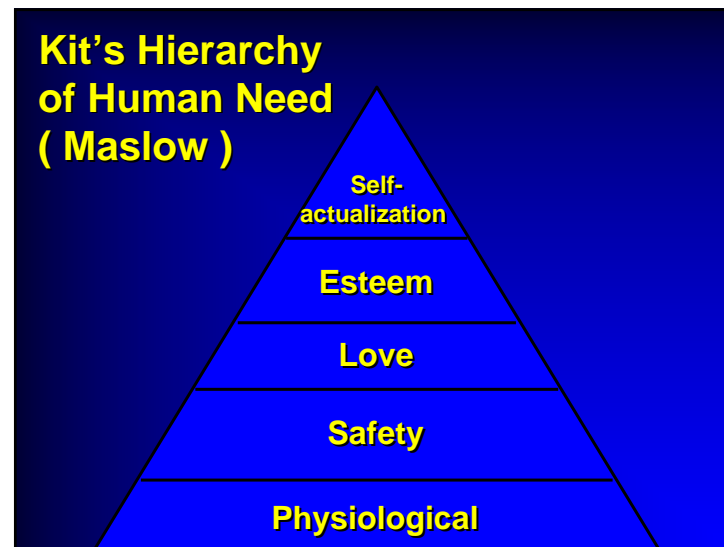 Kit’s Hierarchy
of Human Need
( Maslow )
Self-
actualization
Esteem
Love
Safety
Physiological